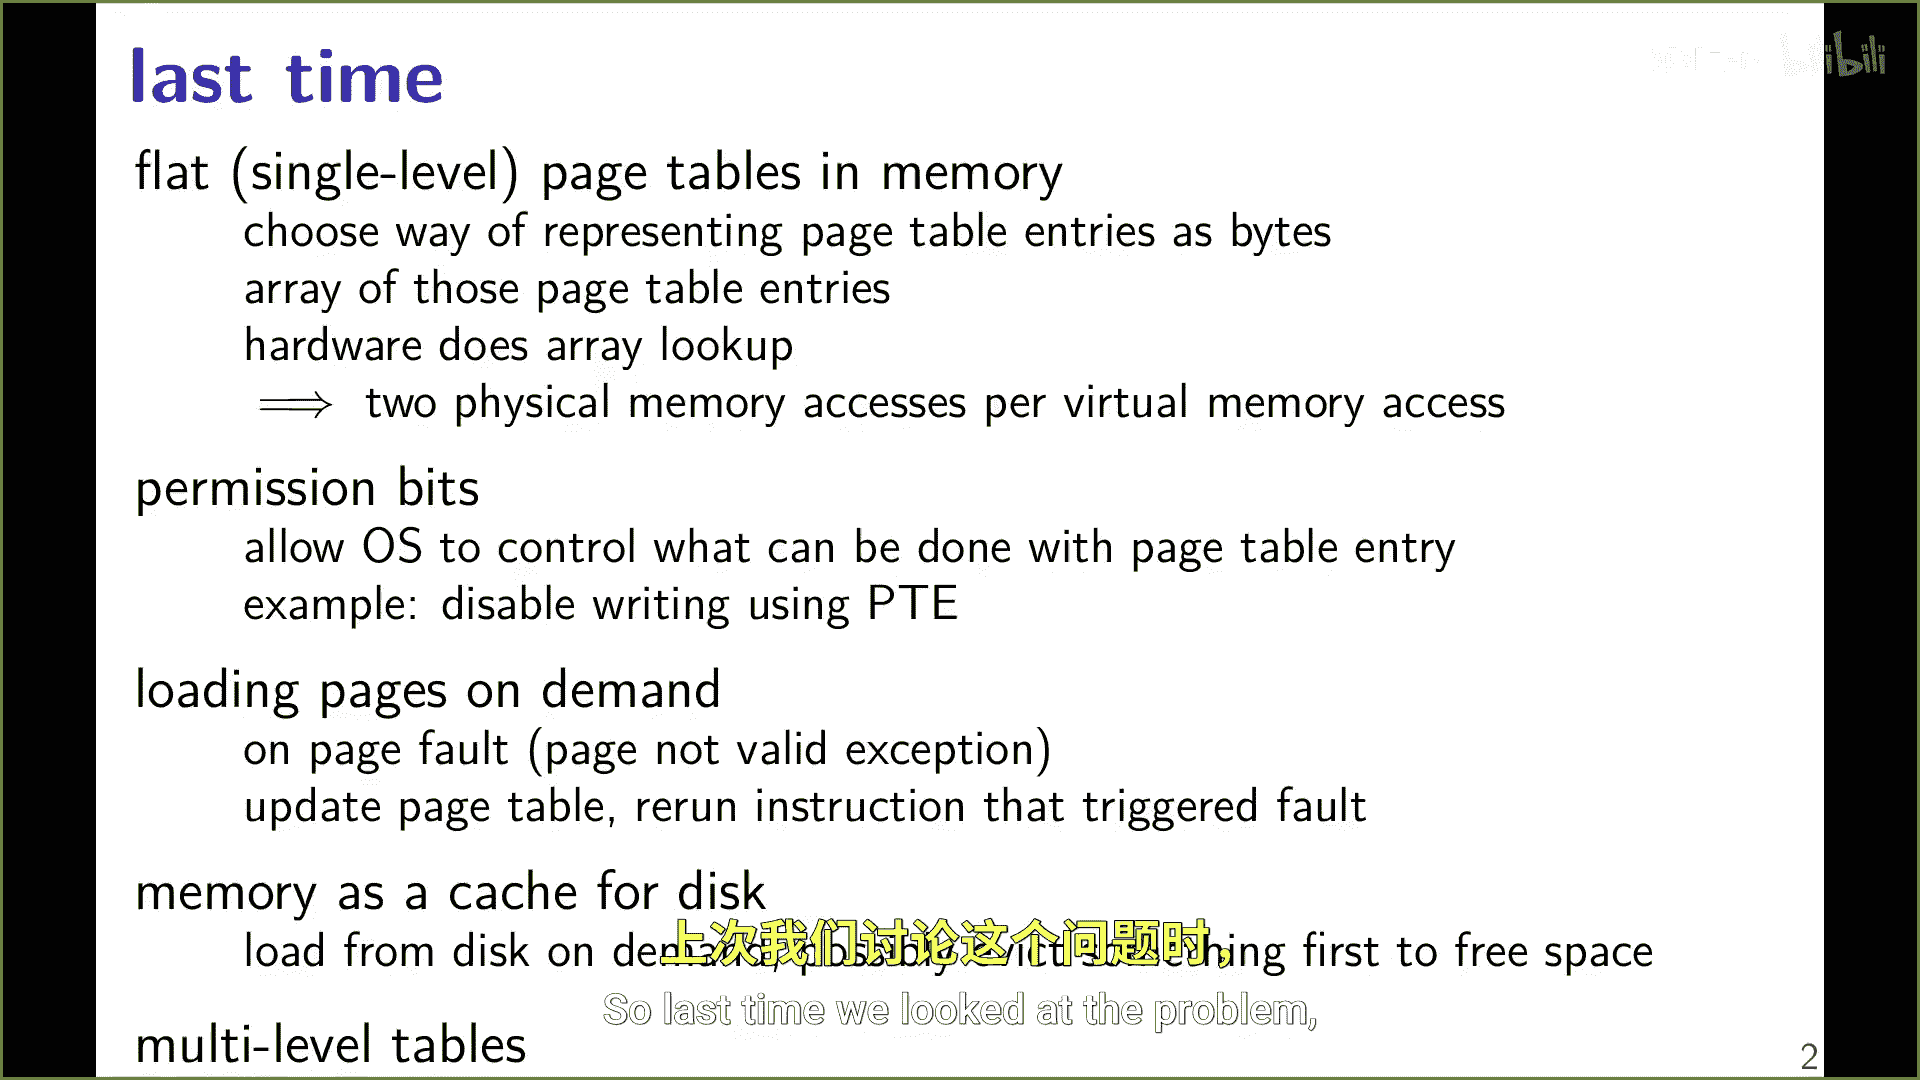 last time
bilibili
flat (single-level) page tables in memory
choose way of representing page table entries as bytes
array of those page table entries
hardware does array lookup
⟹ two physical memory accesses per virtual memory access
permission bits
allow OS to control what can be done with page table entry
example: disable writing using PTE
loading pages on demand
on page fault (page not valid exception)
update page table, rerun instruction that triggered fault
memory as a cache for disk
load from disk on demand, possibly evict something first to free space
上次我们讨论这个问题时，
So last time we looked at the problem,
multi-level tables
2